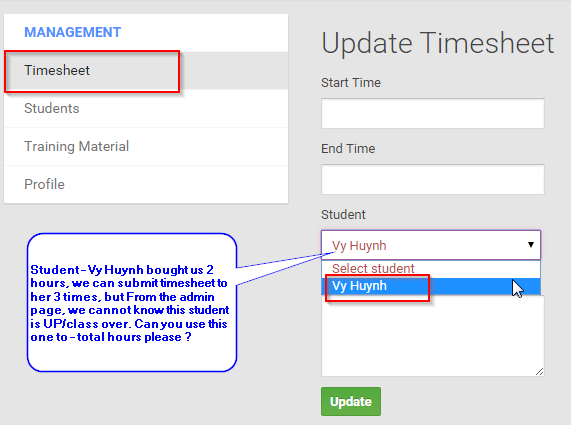 MANAGEMENT
Timesheet
Students
Training Material
Profile
Update Timesheet
Start Time
End Time
Student
Vy Huynh
Select student
Vy Huynh
Update
Student - Vy Huynh bought us 2
hours, we can submit timesheet to
her 3 times, but From the admin
page, we cannot know this student
is UP/class over. Can you use this
one to - total hours please ?